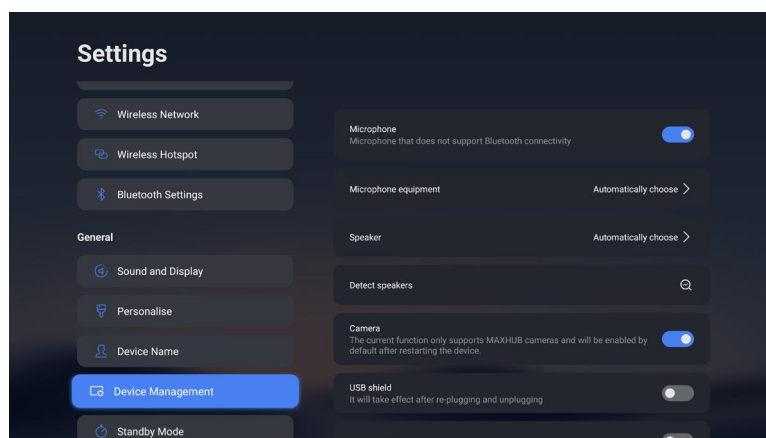 Settings
Wireless Network
Wireless Hotspot
Bluetooth Settings
General
Sound and Display
Personalise
Device Name
Device Management
Standby Mode
Microphone
Microphone that does not support Bluetooth connectivity
Microphone equipment
Automatically choose
Speaker
Automatically choose
Detect speakers
Camera
The current function only supports MAXHUB cameras and will be enabled by
default after restarting the device.
USB shield
It will take effect after re-plugging and unplugging